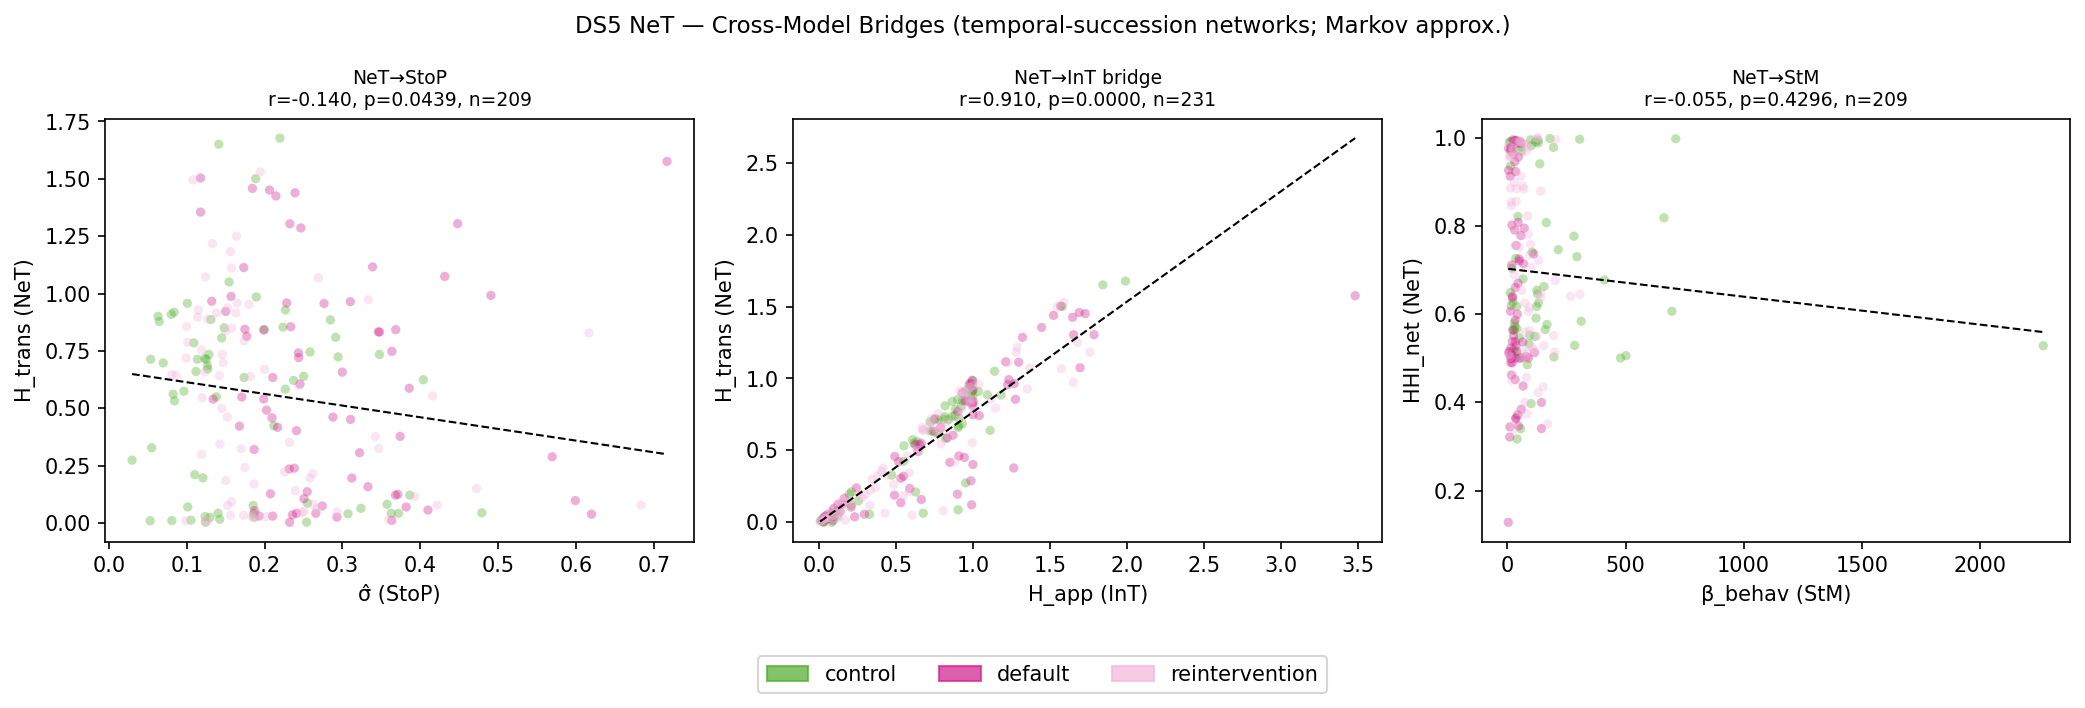 DS5 NeT — Cross-Model Bridges (temporal-succession networks; Markov approx.)
NeT→StoP
r=-0.140, p=0.0439, n=209
H_trans (NeT)
1.75
1.50
1.25
1.00
0.75
0.50
0.25
0.00
0.0 0.1 0.2 0.3 0.4 0.5 0.6 0.7
σ̂ (StoP)
NeT→InT bridge
r=0.910, p=0.0000, n=231
H_trans (NeT)
2.5
2.0
1.5
1.0
0.5
0.0
0.0 0.5 1.0 1.5 2.0 2.5 3.0 3.5
H_app (InT)
NeT→StM
r=-0.055, p=0.4296, n=209
HHI_net (NeT)
1.0
0.8
0.6
0.4
0.2
0 500 1000 1500 2000
β_behav (StM)
control default reintervention